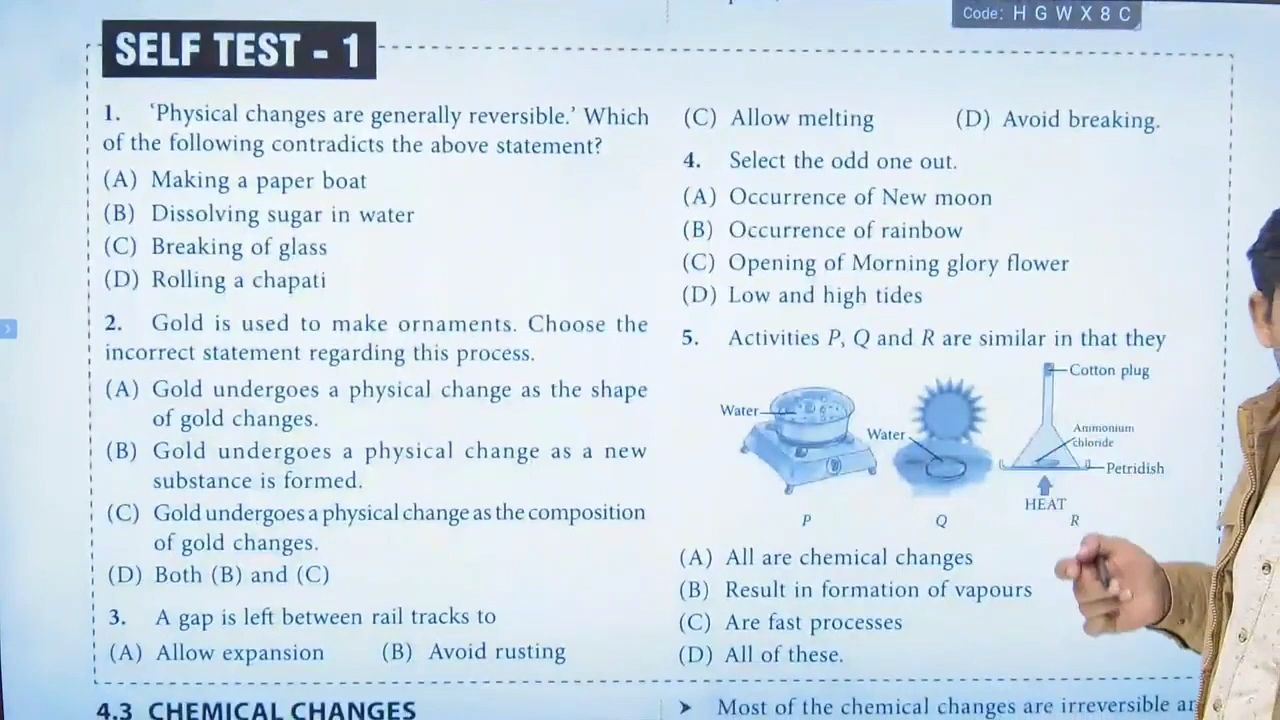 Code: H G W X 8 C
SELF TEST - 1
1. ‘Physical changes are generally reversible.’ Which
of the following contradicts the above statement?
(A) Making a paper boat
(B) Dissolving sugar in water
(C) Breaking of glass
(D) Rolling a chapati
2. Gold is used to make ornaments. Choose the
incorrect statement regarding this process.
(A) Gold undergoes a physical change as the shape
of gold changes.
(B) Gold undergoes a physical change as a new
substance is formed.
(C) Gold undergoes a physical change as the composition
of gold changes.
(D) Both (B) and (C)
3. A gap is left between rail tracks to
(A) Allow expansion (B) Avoid rusting
(C) Allow melting (D) Avoid breaking.
4. Select the odd one out.
(A) Occurrence of New moon
(B) Occurrence of rainbow
(C) Opening of Morning glory flower
(D) Low and high tides
5. Activities P, Q and R are similar in that they
Water
Water
Cotton plug
Ammonium
chloride
Petridish
HEAT
P Q R
(A) All are chemical changes
(B) Result in formation of vapours
(C) Are fast processes
(D) All of these.
4.3 CHEMICAL CHANGES
➤ Most of the chemical changes are irreversible